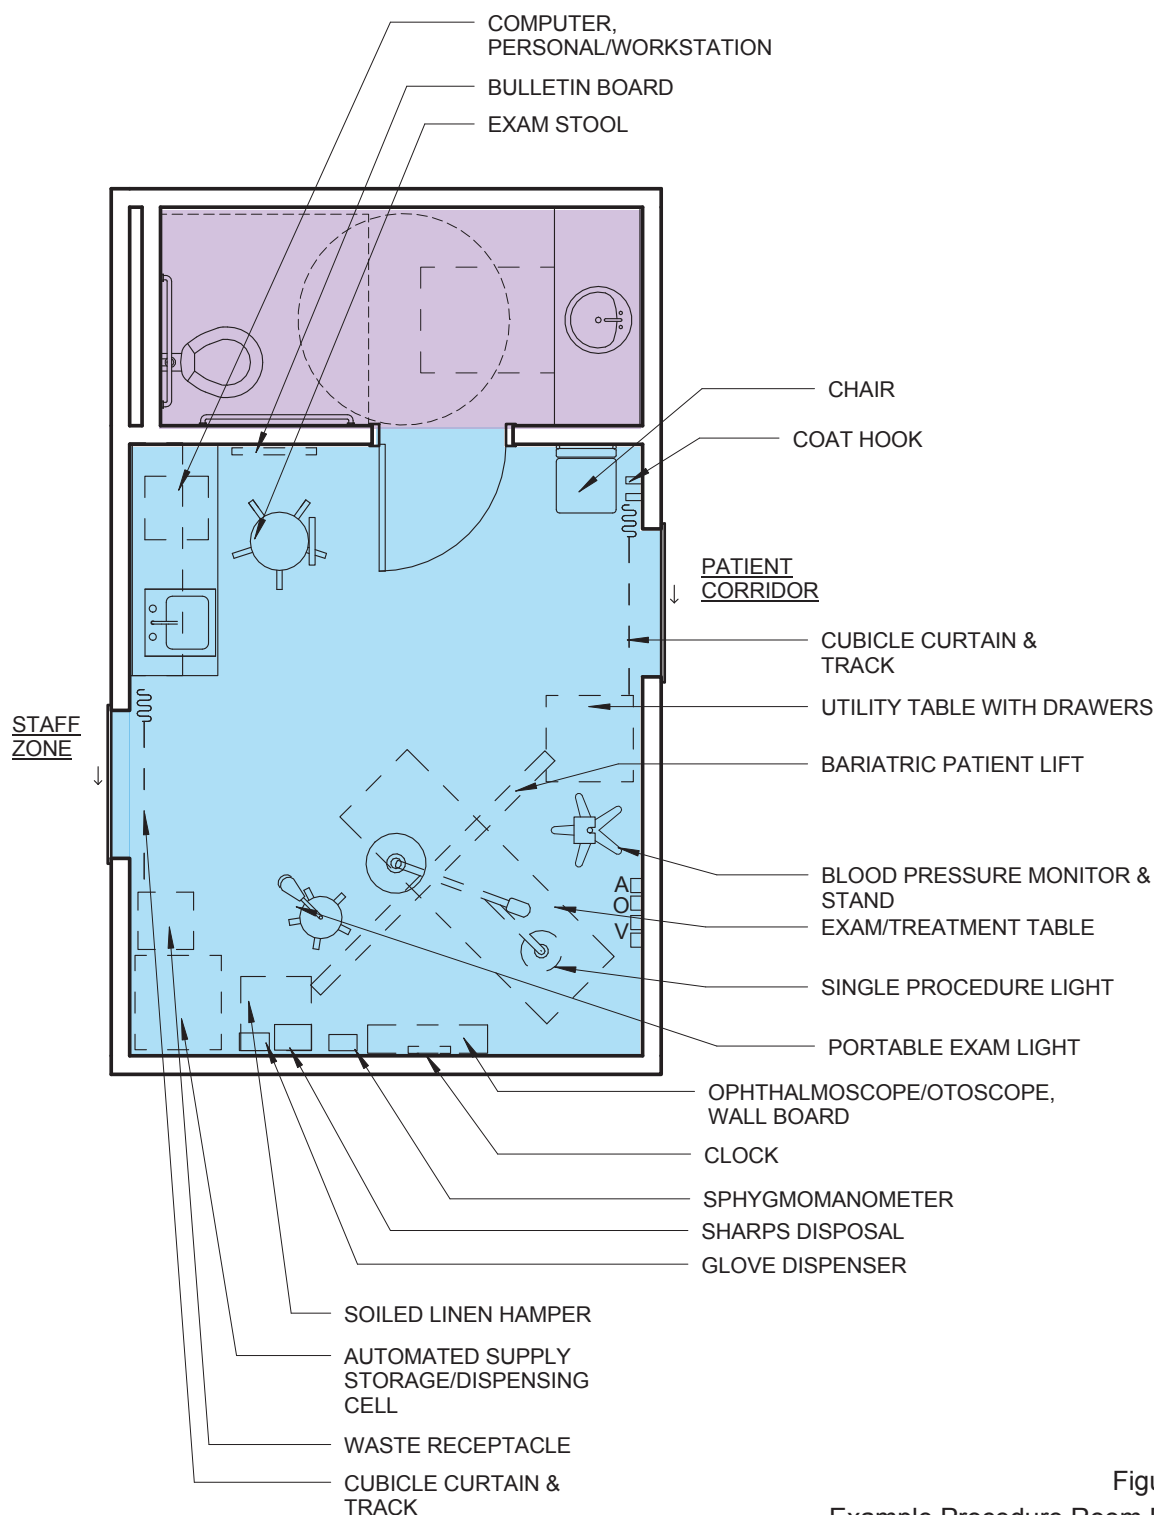 COMPUTER,
PERSONAL/WORKSTATION
BULLETIN BOARD
EXAM STOOL
CHAIR
COAT HOOK
PATIENT
CORRIDOR
↓
CUBICLE CURTAIN &
TRACK
UTILITY TABLE WITH DRAWERS
STAFF
ZONE
↓
BARIATRIC PATIENT LIFT
BLOOD PRESSURE MONITOR &
STAND
A
O
V
EXAM/TREATMENT TABLE
SINGLE PROCEDURE LIGHT
PORTABLE EXAM LIGHT
OPHTHALMOSCOPE/OTOSCOPE,
WALL BOARD
CLOCK
SPHYGMOMANOMETER
SHARPS DISPOSAL
GLOVE DISPENSER
SOILED LINEN HAMPER
AUTOMATED SUPPLY
STORAGE/DISPENSING
CELL
WASTE RECEPTACLE
CUBICLE CURTAIN &
TRACK
Example Procedure Room